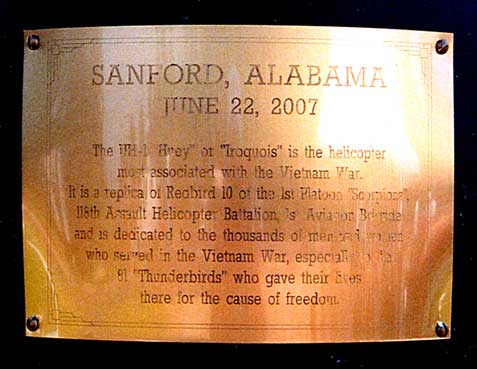 SANFORD, ALABAMA
JUNE 22, 2007
The UH-1 "Huey" or "Iroquois" is the helicopter
most associated with the Vietnam War.
It is a replica of Redbird 10 of the 1st Platoon "Scorpions",
118th Assault Helicopter Battalion, 1st Aviation Brigade
and is dedicated to the thousands of men and women
who served in the Vietnam War, especially to the
"Thunderbirds" who gave their lives
there for the cause of freedom.